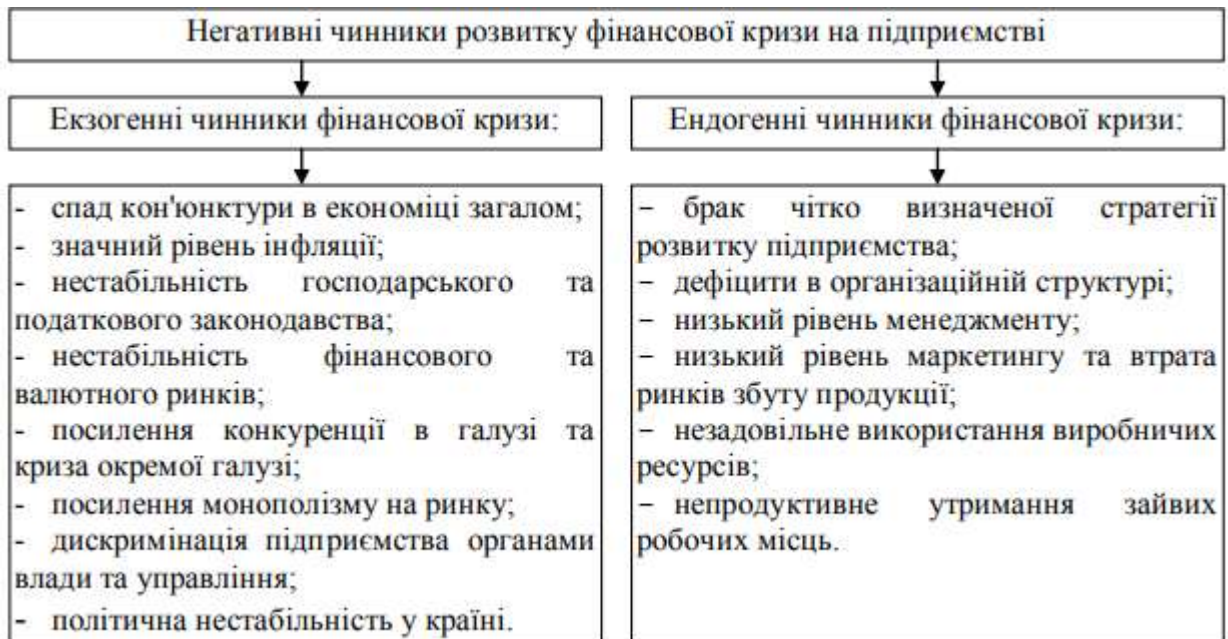 Негативні чинники розвитку фінансової кризи на підприємстві
Екзогенні чинники фінансової кризи:
- спад кон'юнктури в економіці загалом;
- значний рівень інфляції;
- нестабільність господарського та
податкового законодавства;
- нестабільність фінансового та
валютного ринків;
- посилення конкуренції в галузі та
криза окремої галузі;
- посилення монополізму на ринку;
- дискримінація підприємства органами
влади та управління;
- політична нестабільність у країні.
Ендогенні чинники фінансової кризи:
− брак чітко визначеної стратегії
розвитку підприємства;
− дефіцити в організаційній структурі;
− низький рівень менеджменту;
− низький рівень маркетингу та втрата
ринків збуту продукції;
− незадовільне використання виробничих
ресурсів;
− непродуктивне утримання зайвих
робочих місць.